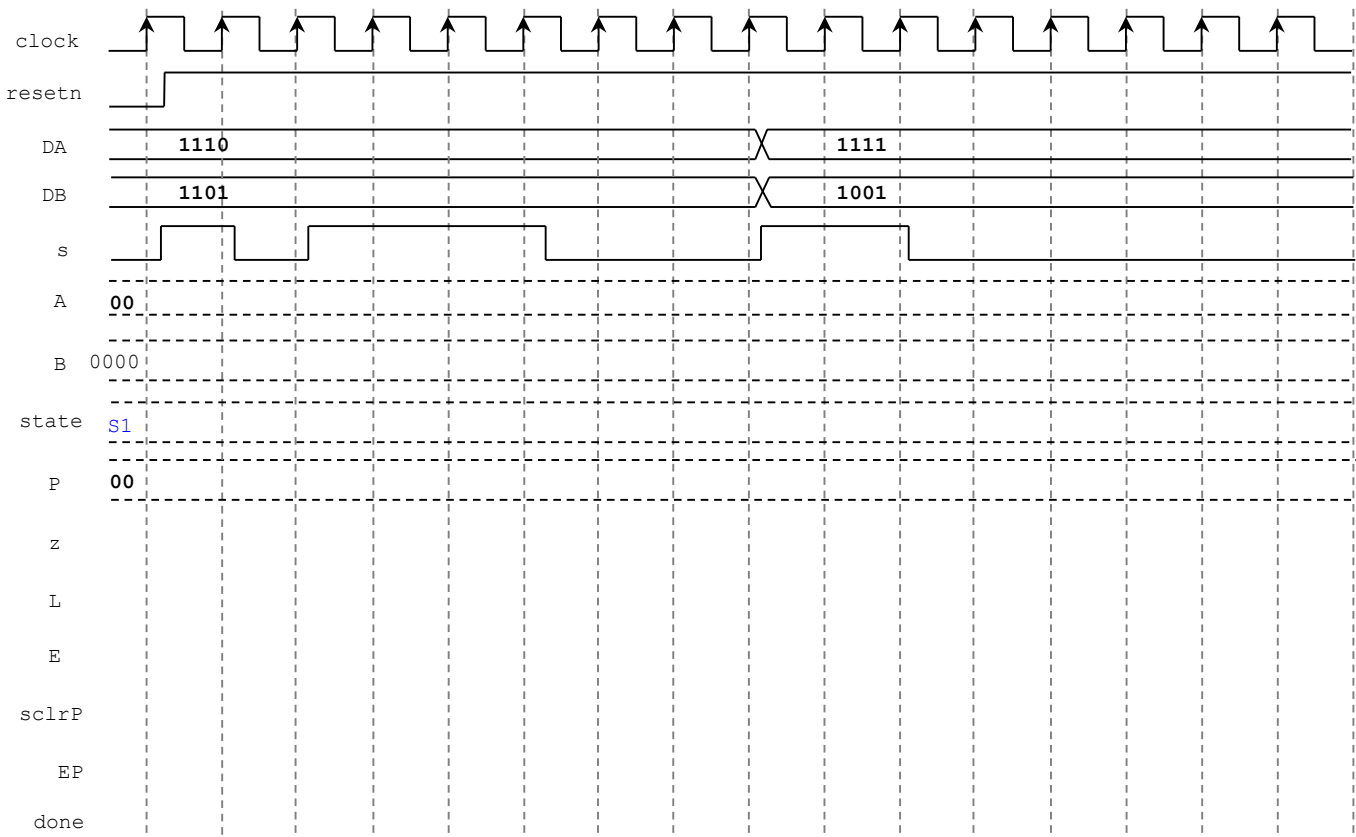 clock
resetn
DA 1110 1111
DB 1101 1001
s
A 00
B 0000
state S1
P 00
z
L
E
sclrP
EP
done